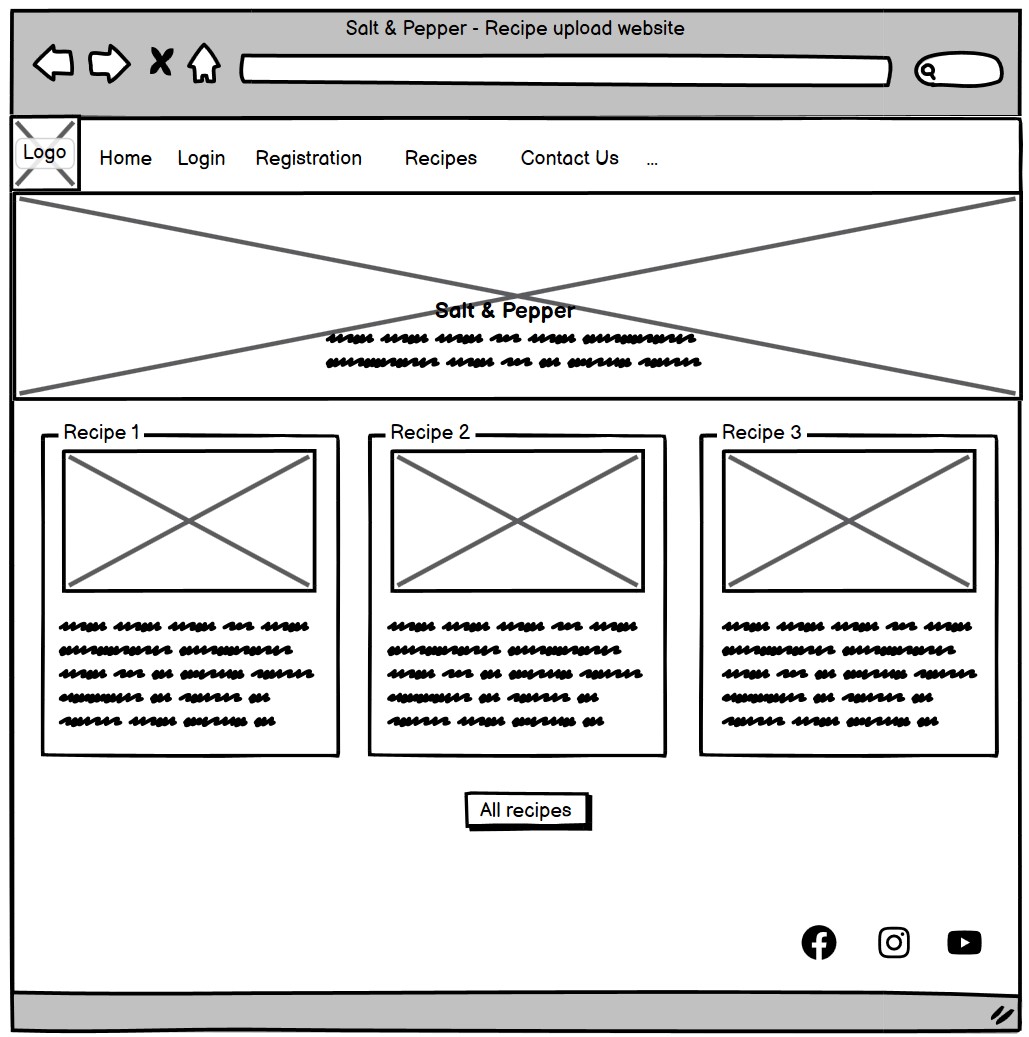 Salt & Pepper - Recipe upload website
Logo
Home Login Registration Recipes Contact Us ...
Salt & Pepper
Recipe 1 Recipe 2 Recipe 3
All recipes